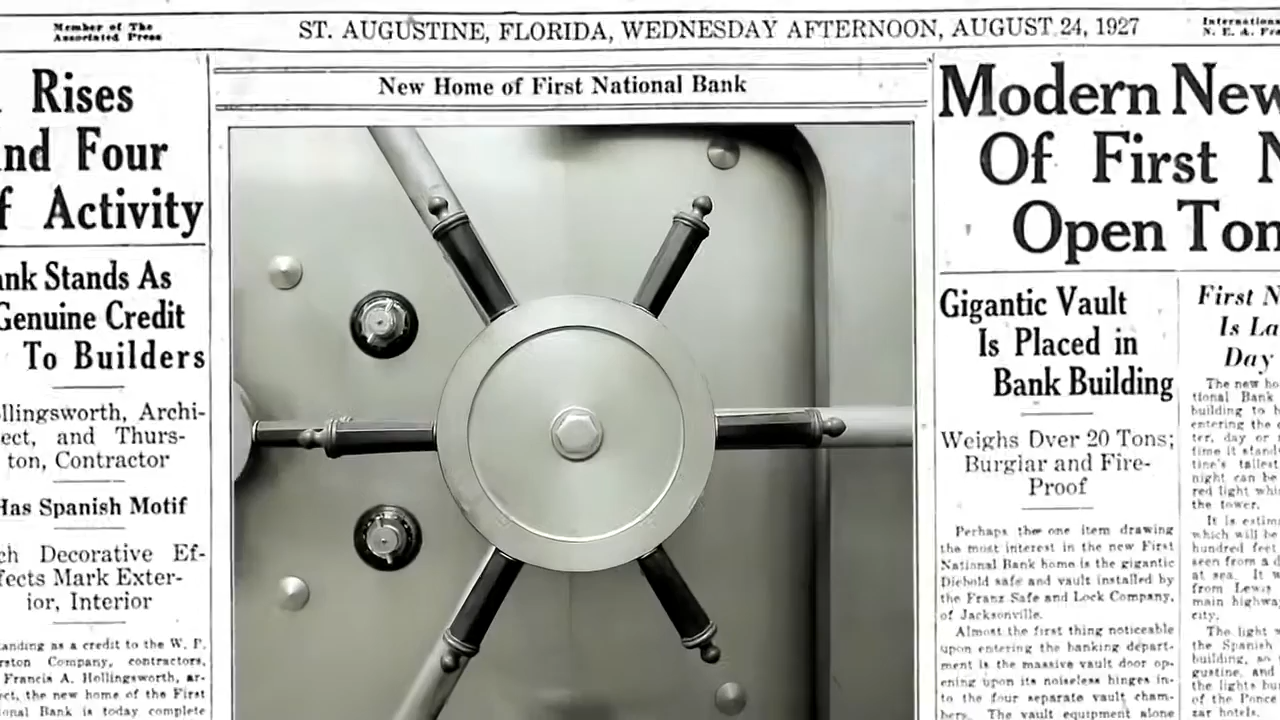 Member of The
Associated Press
ST. AUGUSTINE, FLORIDA, WEDNESDAY AFTERNOON, AUGUST 24, 1927
Internation
N. E. A.
Rises
nd Four
f Activity
ank Stands As
Genuine Credit
To Builders
llingsworth, Archi-
ect, and Thurs-
ton, Contractor
Has Spanish Motif
ch Decorative Ef-
fects Mark Exter-
ior, Interior
anding as a credit to the W. P.
rston Company, contractors,
Francis A. Hollingsworth, ar-
ect, the new home of the First
onal Bank is today complete
New Home of First National Bank
Modern New
Of First N
Open Tom
Gigantic Vault
Is Placed in
Bank Building
Weighs Over 20 Tons;
Burglar and Fire-
Proof
Perhaps the one item drawing
the most interest in the new First
National Bank home is the gigantic
Diebold safe and vault installed by
the Franz Safe and Lock Company,
of Jacksonville.
Almost the first thing noticeable
upon entering the banking depart-
ment is the massive vault door op-
ening upon its noiseless hinges in-
to the four separate vault cham-
bers. The vault equipment alone
First N
Is La
Day
The new ho
tional Bank
building to b
entering the
ter, day or
time it stand
tine's tallest
night can be
red light whi
the tower.
It is estim
which will be
hundred feet
seen from a d
at sea. It w
from Lewis
main highway
city.
The light
the Spanish
building, so
gustine, and
the lights bu
of the Ponce
zar hotels.